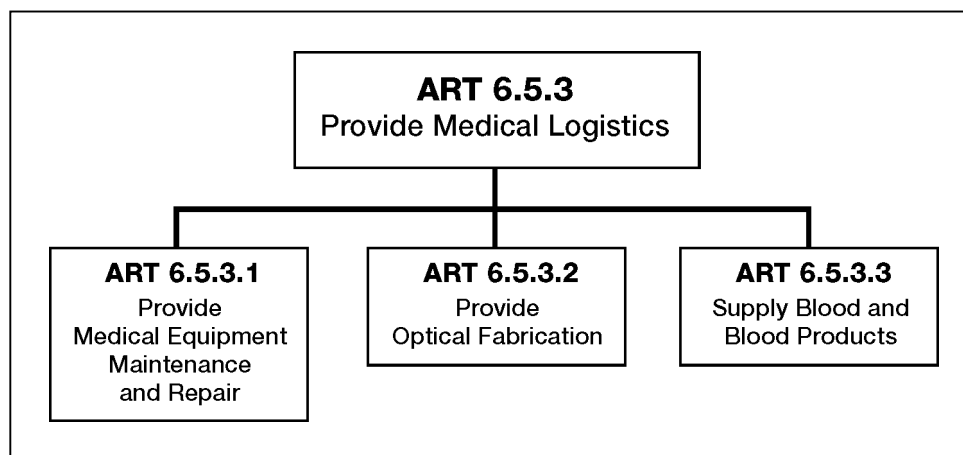 ART 6.5.3
Provide Medical Logistics
ART 6.5.3.1
Provide
Medical Equipment
Maintenance
and Repair
ART 6.5.3.2
Provide
Optical Fabrication
ART 6.5.3.3
Supply Blood and
Blood Products